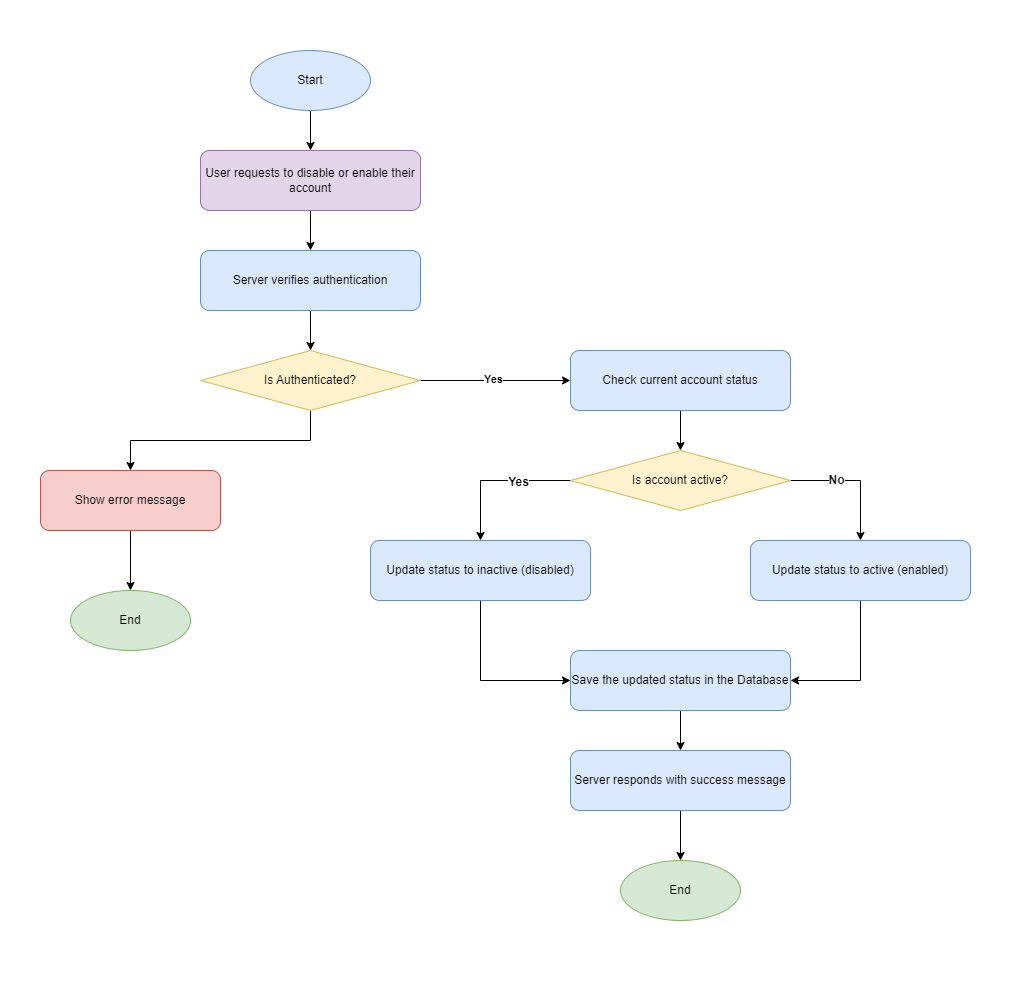 Start
User requests to disable or enable their
account
Server verifies authentication
Is Authenticated?
Yes
Check current account status
Show error message
End
Is account active?
Yes
No
Update status to inactive (disabled)
Update status to active (enabled)
Save the updated status in the Database
Server responds with success message
End